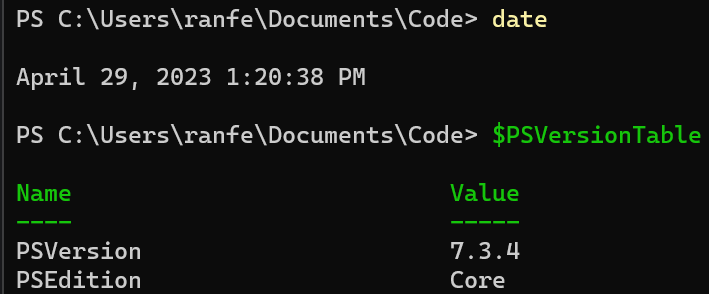 PS C:\Users\ranfe\Documents\Code> date
April 29, 2023 1:20:38 PM
PS C:\Users\ranfe\Documents\Code> $PSVersionTable
Name                           Value
----                           -----
PSVersion                      7.3.4
PSEdition                      Core